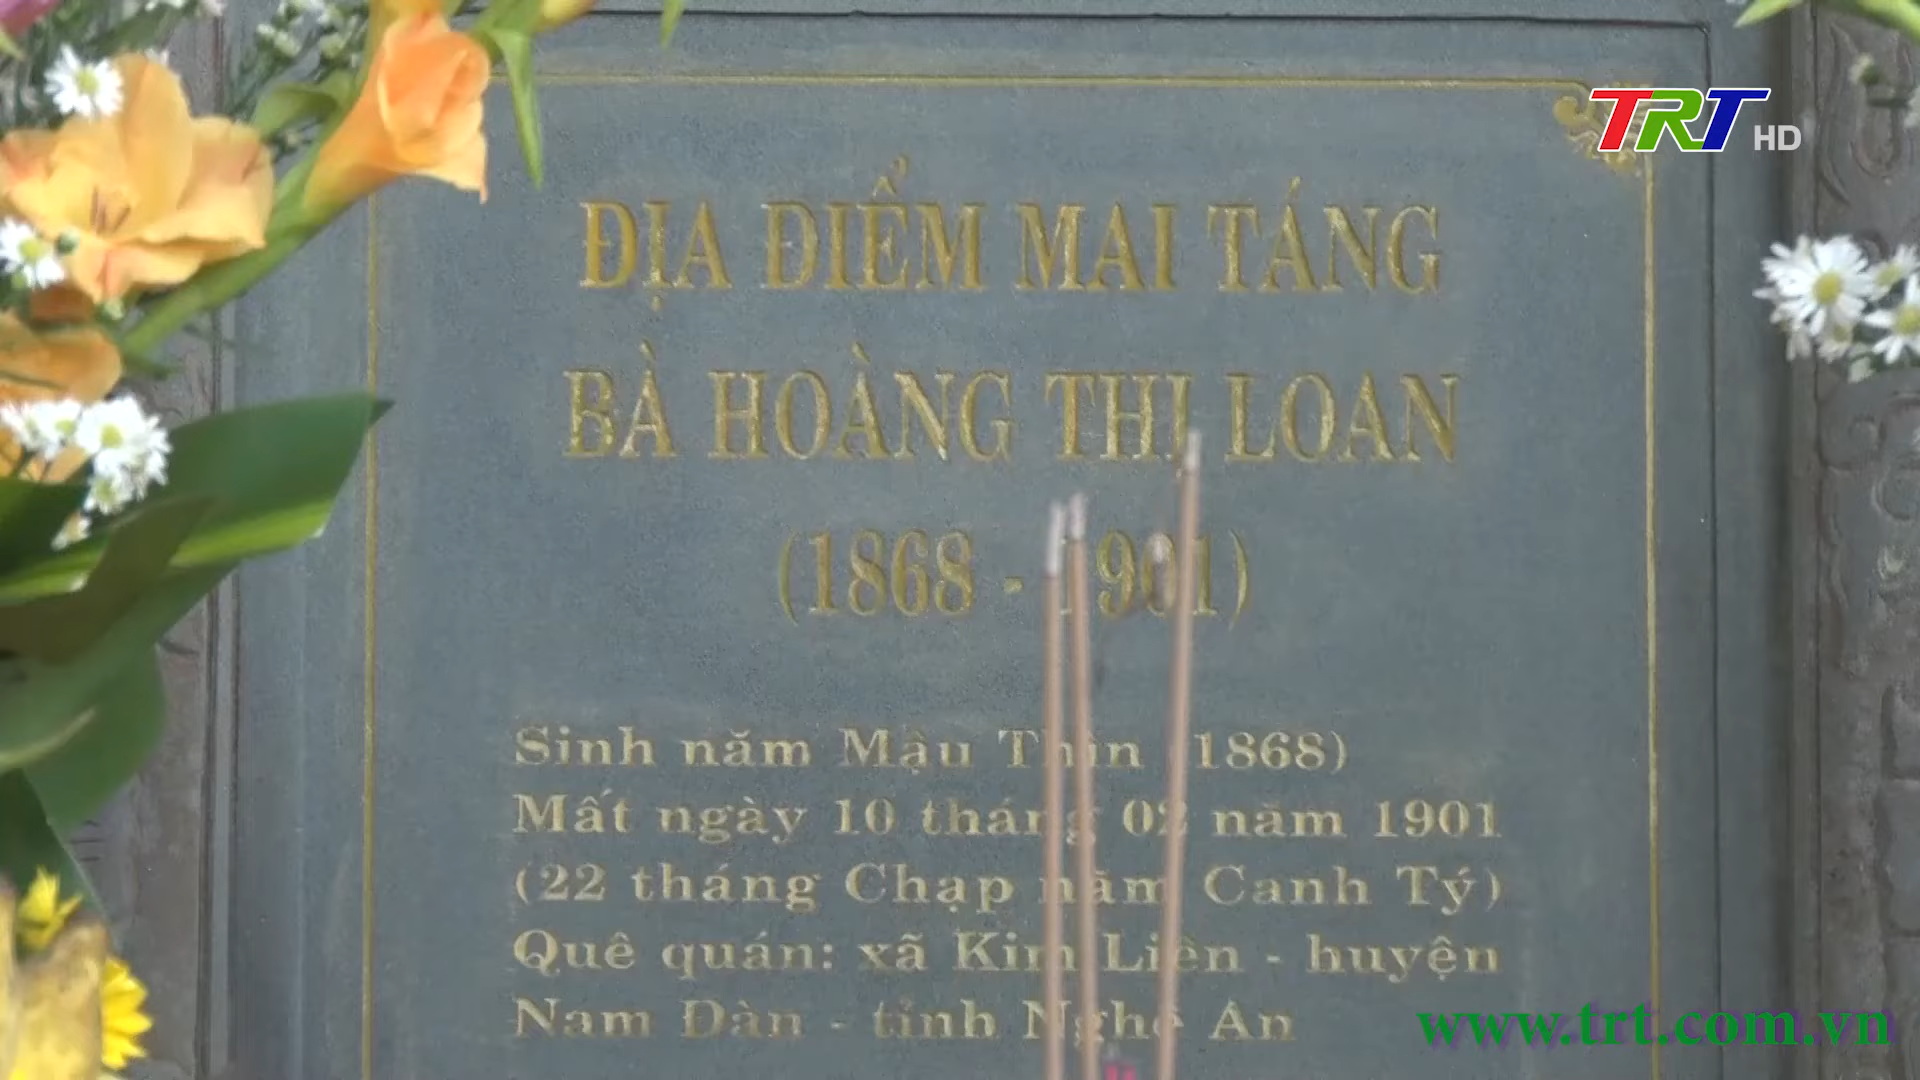 TRT HD
ĐỊA ĐIỂM MAI TÁNG
BÀ HOÀNG THỊ LOAN
(1868 - 1901)
Sinh năm Mậu Thìn (1868)
Mất ngày 10 tháng 02 năm 1901
(22 tháng Chạp năm Canh Tý)
Quê quán: xã Kim Liên - huyện
Nam Đàn - tỉnh Nghệ An
www.trt.com.vn